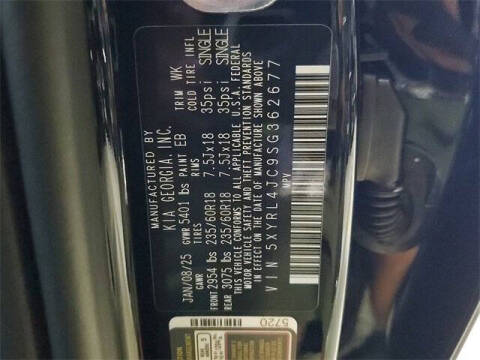 MANUFACTURED BY
KIA GEORGIA, INC.
JAN/08/25 GVWR 5401 lbs PAINT EB TRIM WK
GAWR TIRES RIMS COLD TIRE INFL
FRONT 2954 lbs 235/60R18 7.5Jx18 35psi SINGLE
REAR 3075 lbs 235/60R18 7.5Jx18 35psi SINGLE
THIS VEHICLE CONFORMS TO ALL APPLICABLE U.S.A. FEDERAL
MOTOR VEHICLE SAFETY AND THEFT PREVENTION STANDARDS
IN EFFECT ON THE DATE OF MANUFACTURE SHOWN ABOVE
VIN 5XYRL4JC9SG362677
MPV
5720